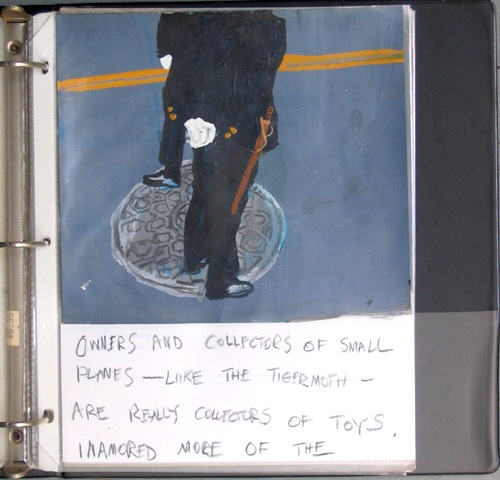 OWNERS AND COLLECTORS OF SMALL
PLANES — LIKE THE TIGERMOTH —
ARE REALLY COLLECTORS OF TOYS.
INAMORED MORE OF THE